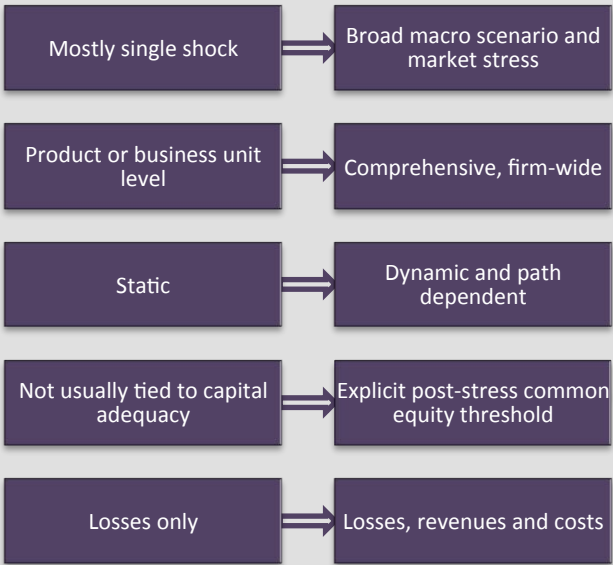 Mostly single shock
Broad macro scenario and
market stress
Product or business unit
level
Comprehensive, firm-wide
Static
Dynamic and path
dependent
Not usually tied to capital
adequacy
Explicit post-stress common
equity threshold
Losses only
Losses, revenues and costs